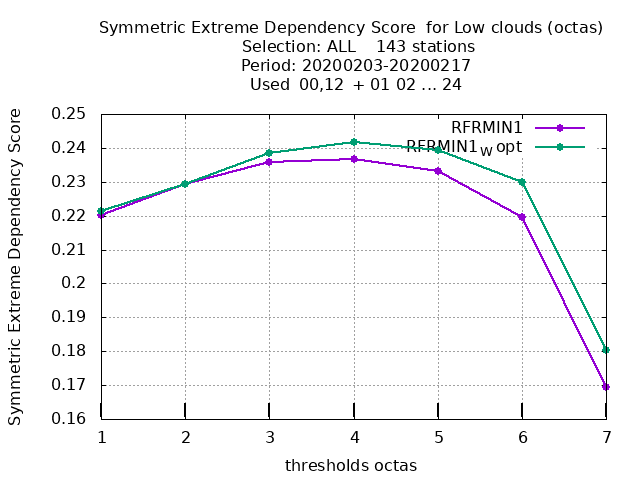 Symmetric Extreme Dependency Score  for Low clouds (octas)
Selection: ALL    143 stations
Period: 20200203-20200217
Used  00,12  + 01 02 ... 24
RFRMIN1
RFRMIN1W opt
Symmetric Extreme Dependency Score
0.25
0.24
0.23
0.22
0.21
0.2
0.19
0.18
0.17
0.16
1 2 3 4 5 6 7
thresholds octas